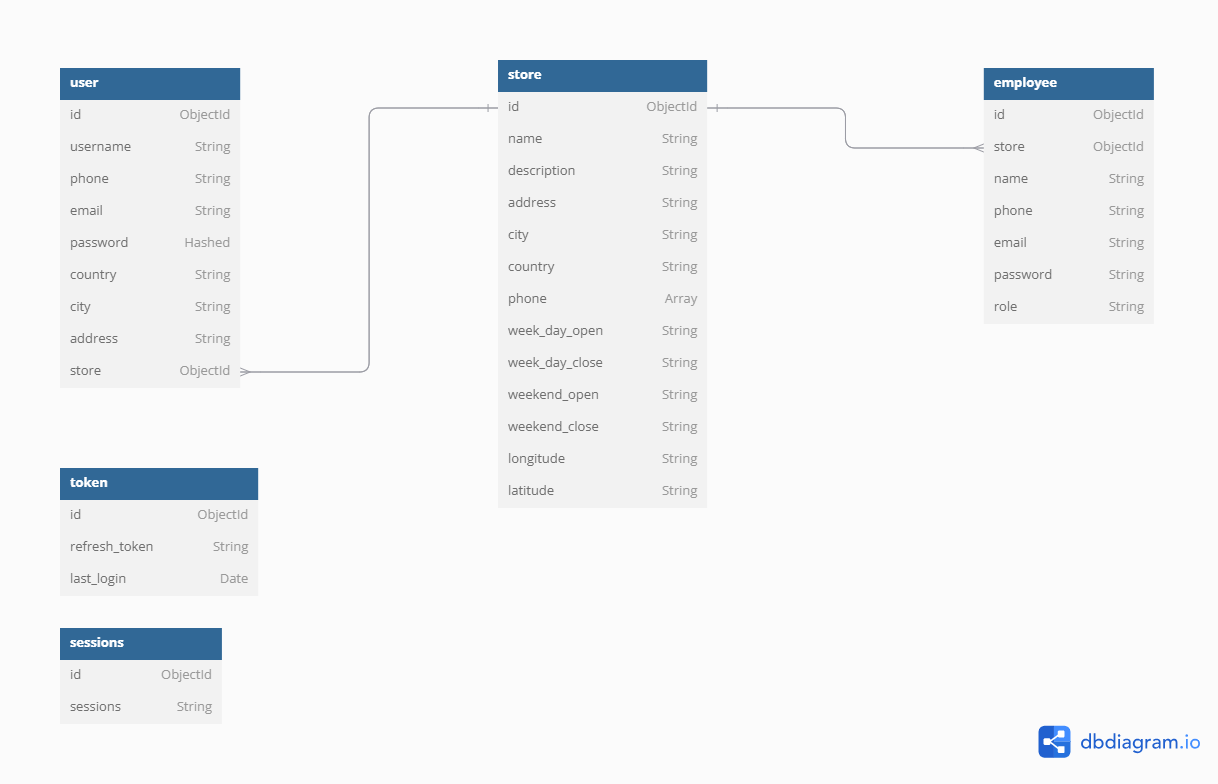 user
id ObjectId
username String
phone String
email String
password Hashed
country String
city String
address String
store ObjectId
store
id ObjectId
name String
description String
address String
city String
country String
phone Array
week_day_open String
week_day_close String
weekend_open String
weekend_close String
longitude String
latitude String
employee
id ObjectId
store ObjectId
name String
phone String
email String
password String
role String
token
id ObjectId
refresh_token String
last_login Date
sessions
id ObjectId
sessions String
dbdiagram.io